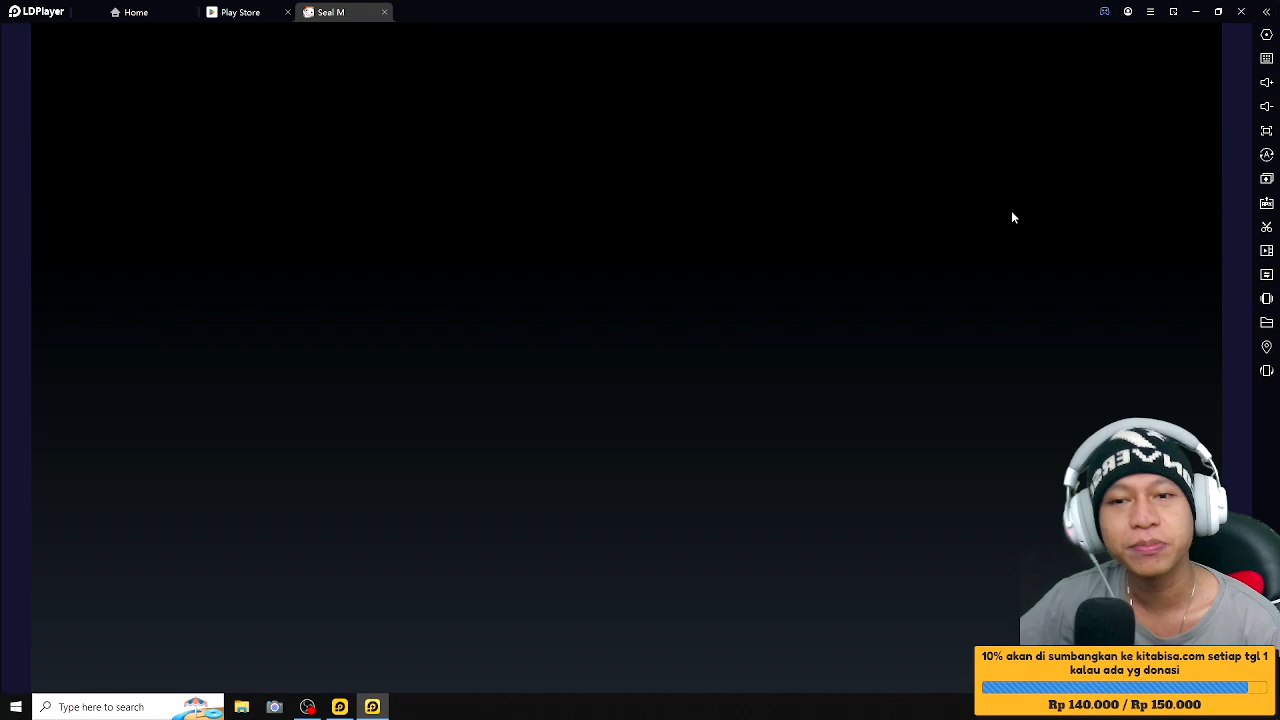 LDPlayer
Home
Play Store
Seal M
10% akan di sumbangkan ke kitabisa.com setiap tgl 1
kalau ada yg donasi
Rp 140.000 / Rp 150.000
Type here to search